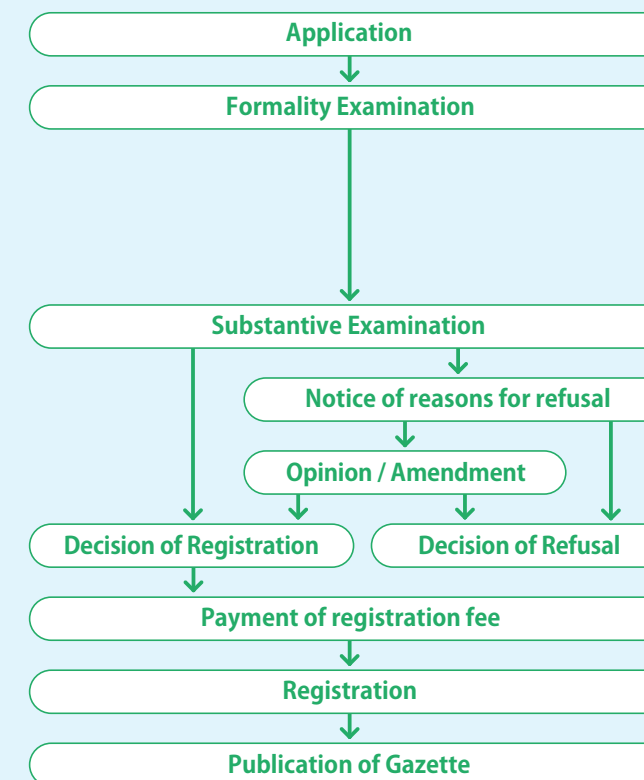 Application
Formality Examination
Substantive Examination
Notice of reasons for refusal
Opinion / Amendment
Decision of Registration
Decision of Refusal
Payment of registration fee
Registration
Publication of Gazette